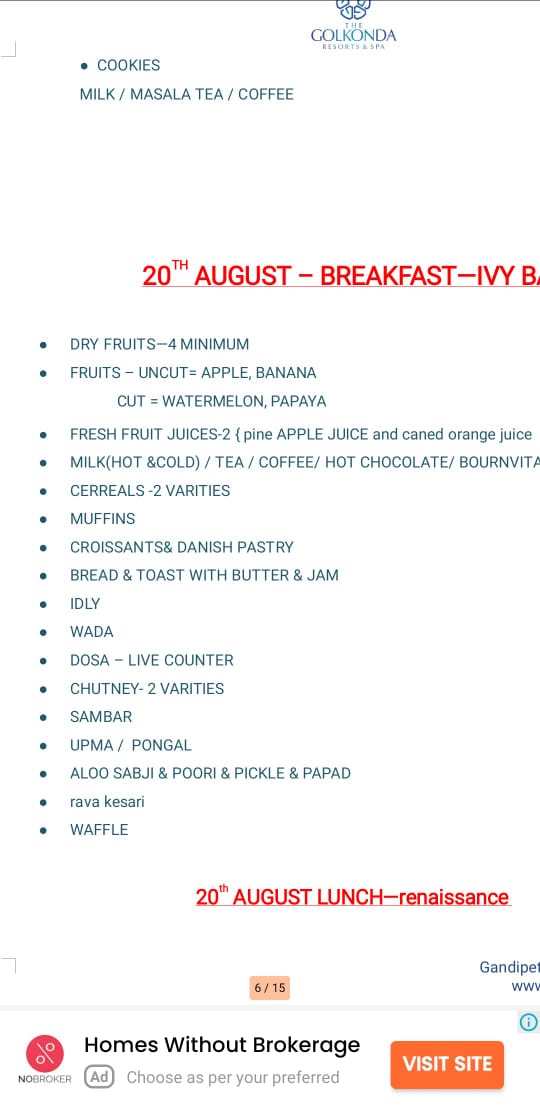 THE
GOLKONDA
RESORTS & SPA
● COOKIES
MILK / MASALA TEA / COFFEE
20TH AUGUST – BREAKFAST—IVY BA
● DRY FRUITS—4 MINIMUM
● FRUITS – UNCUT= APPLE, BANANA
CUT = WATERMELON, PAPAYA
● FRESH FRUIT JUICES-2 { pine APPLE JUICE and caned orange juice
● MILK(HOT &COLD) / TEA / COFFEE/ HOT CHOCOLATE/ BOURNVITA
● CERREALS -2 VARITIES
● MUFFINS
● CROISSANTS& DANISH PASTRY
● BREAD & TOAST WITH BUTTER & JAM
● IDLY
● WADA
● DOSA – LIVE COUNTER
● CHUTNEY- 2 VARITIES
● SAMBAR
● UPMA / PONGAL
● ALOO SABJI & POORI & PICKLE & PAPAD
● rava kesari
● WAFFLE
20th AUGUST LUNCH—renaissance
Gandipet
www
6 / 15
Homes Without Brokerage
NOBROKER
Ad Choose as per your preferred
VISIT SITE